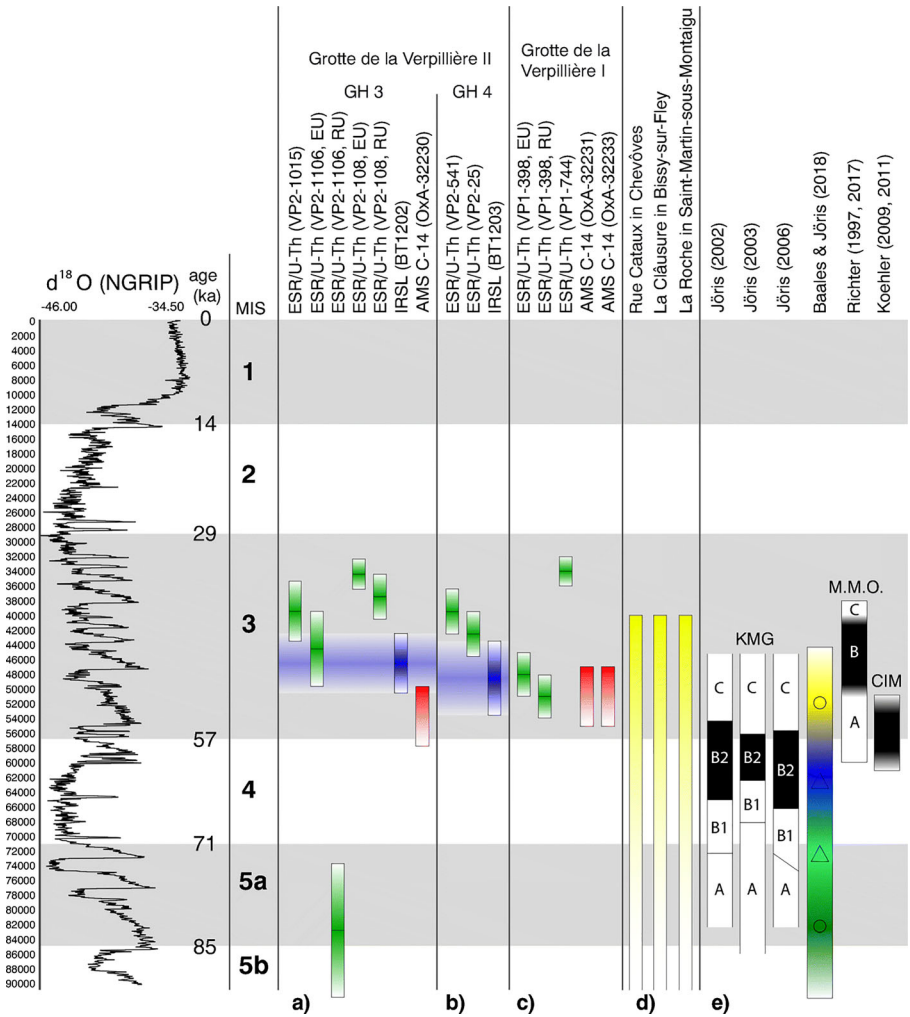 Grotte de la Verpillière II
Grotte de la
Verpillière I
GH 3
GH 4
ESR/U-Th (VP2-1015)
ESR/U-Th (VP2-1106, EU)
ESR/U-Th (VP2-1106, RU)
ESR/U-Th (VP2-108, EU)
ESR/U-Th (VP2-108, RU)
IRSL (BT1202)
AMS C-14 (OxA-32230)
ESR/U-Th (VP2-541)
ESR/U-Th (VP2-25)
IRSL (BT1203)
ESR/U-Th (VP1-398, EU)
ESR/U-Th (VP1-398, RU)
ESR/U-Th (VP1-744)
AMS C-14 (OxA-32231)
AMS C-14 (OxA-32233)
Rue Cataux in Chevôves
La Clâusure in Bissy-sur-Fley
La Roche in Saint-Martin-sous-Montaigu
Jöris (2002)
Jöris (2003)
Jöris (2006)
Baales & Jöris (2018)
Richter (1997, 2017)
Koehler (2009, 2011)
d18 O (NGRIP)
-46.00
-34.50
age
(ka)
MIS
0
2000
4000
6000
8000
10000
12000
14000
16000
18000
20000
22000
24000
26000
28000
30000
32000
34000
36000
38000
40000
42000
44000
46000
48000
50000
52000
54000
56000
58000
60000
62000
64000
66000
68000
70000
72000
74000
76000
78000
80000
82000
84000
86000
88000
90000
0
14
29
57
71
85
1
2
3
4
5a
5b
KMG
C
B2
B1
A
C
B2
B1
A
C
B2
B1
A
M.M.O.
C
B
A
CIM
a)
b)
c)
d)
e)